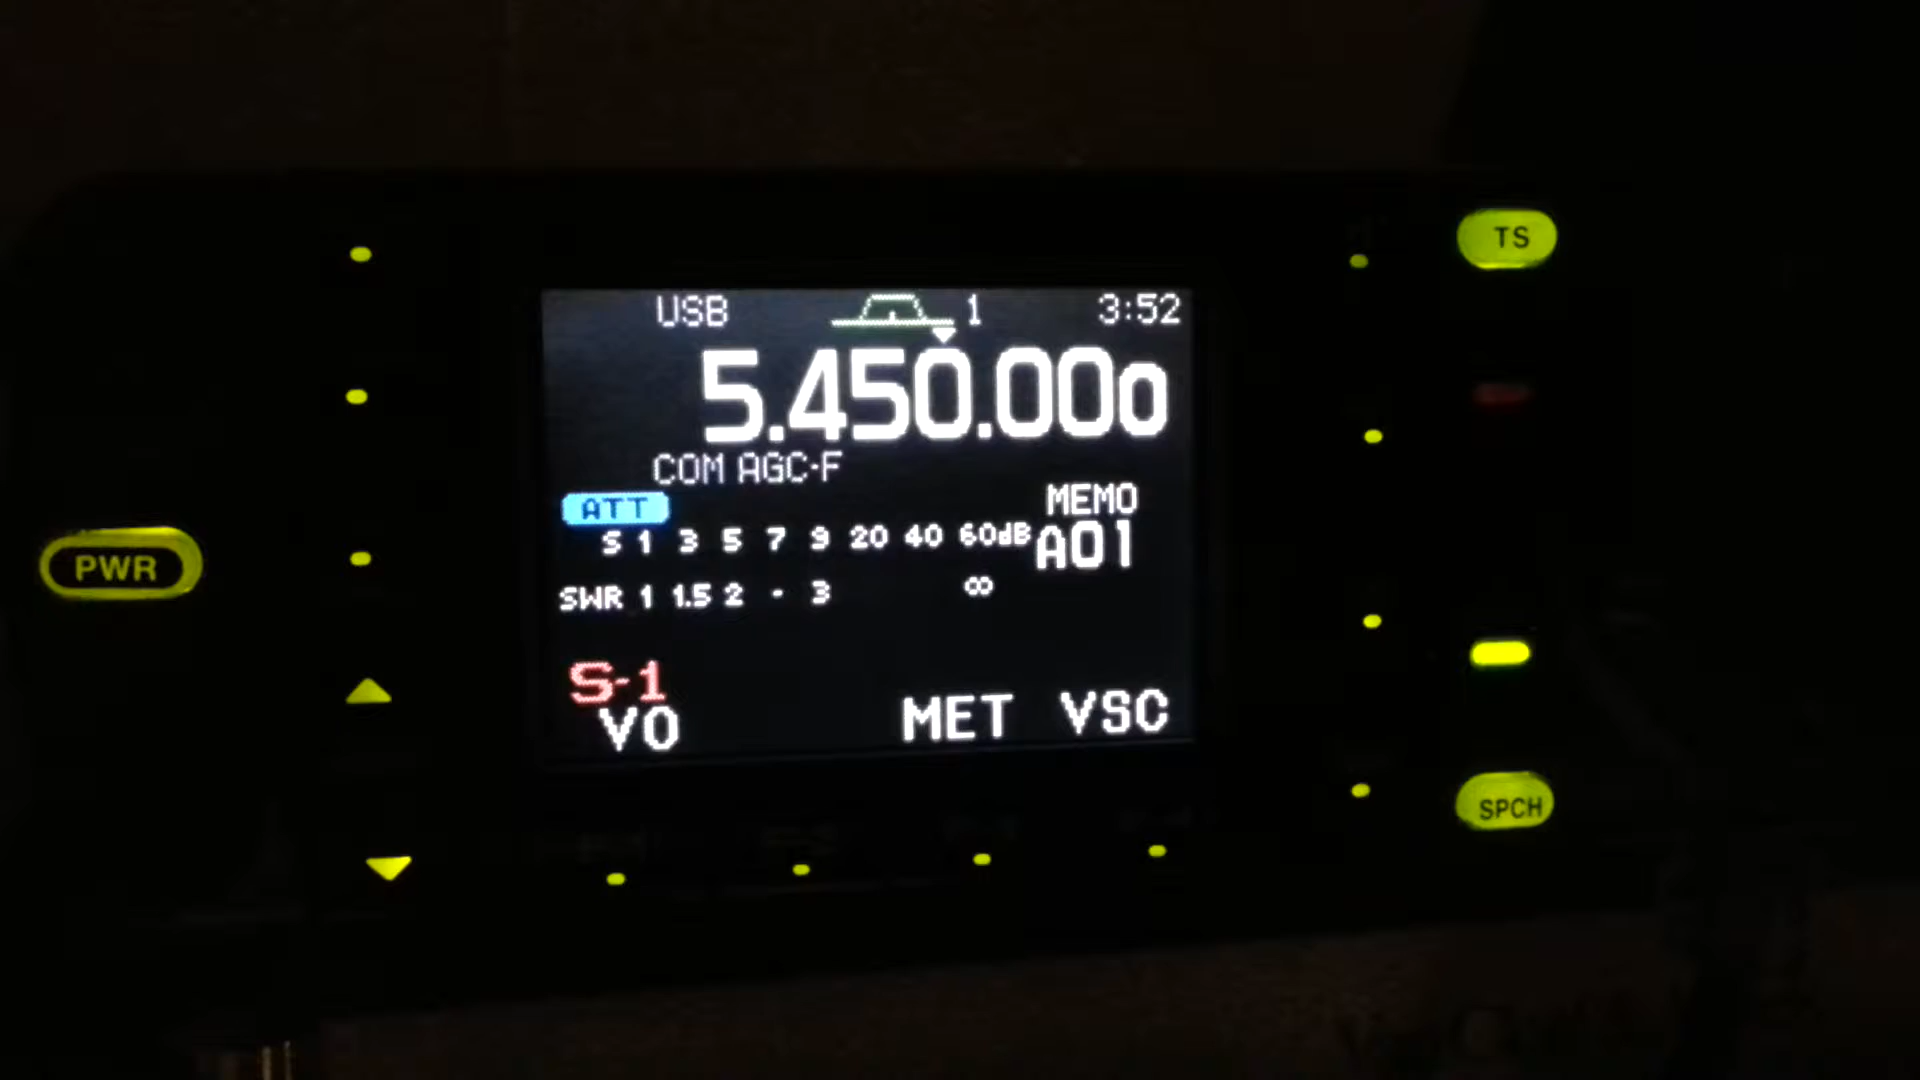 USB 1 3:52
5.450.000
COM AGC-F
ATT MEMO
S 1 3 5 7 9 20 40 60dB A01
SWR 1 1.5 2 - 3 ∞
S-1
VO MET VSC
PWR
TS
SPCH